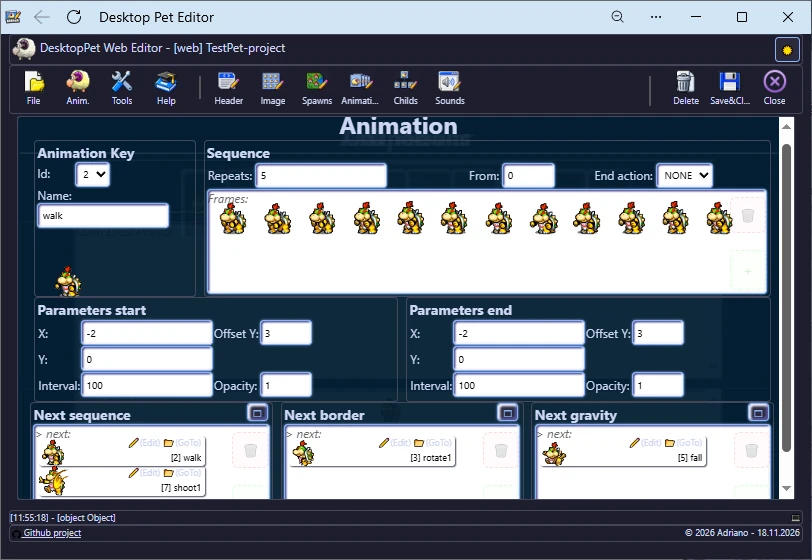 Desktop Pet Editor
DesktopPet Web Editor - [web] TestPet-project
File Anim. Tools Help Header Image Spawns Animati... Childs Sounds Delete Save&Cl... Close
Animation
Animation Key
Id: 2
Name:
walk
Sequence
Repeats: 5 From: 0 End action: NONE
Frames:
+
Parameters start
X: -2 Offset Y: 3
Y: 0
Interval: 100 Opacity: 1
Parameters end
X: -2 Offset Y: 3
Y: 0
Interval: 100 Opacity: 1
Next sequence
> next:
(Edit) (GoTo)
[2] walk
(Edit) (GoTo)
[7] shoot1
Next border
> next:
(Edit) (GoTo)
[3] rotate1
Next gravity
> next:
(Edit) (GoTo)
[5] fall
[11:55:18] - [object Object]
Github project © 2026 Adriano - 18.11.2026